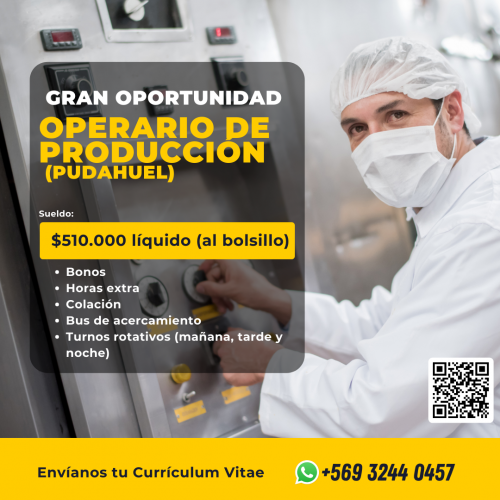 GRAN OPORTUNIDAD
OPERARIO DE
PRODUCCIÓN
(PUDAHUEL)
Sueldo:
$510.000 líquido (al bolsillo)
• Bonos
• Horas extra
• Colación
• Bus de acercamiento
• Turnos rotativos (mañana, tarde y
noche)
Envíanos tu Currículum Vitae
+569 3244 0457